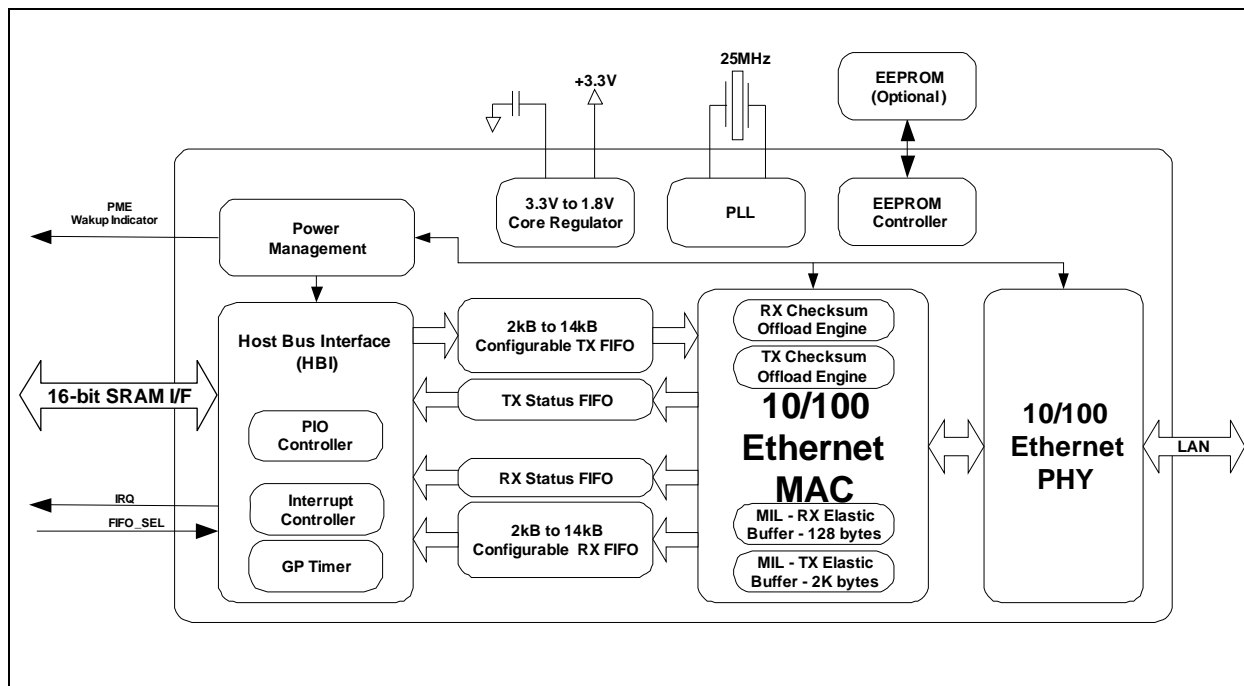 25MHz
+3.3V
EEPROM
(Optional)
3.3V to 1.8V
Core Regulator
PLL
EEPROM
Controller
PME
Wakup Indicator
Power
Management
Host Bus Interface
(HBI)
2kB to 14kB
Configurable TX FIFO
RX Checksum
Offload Engine
TX Checksum
Offload Engine
16-bit SRAM I/F
TX Status FIFO
10/100
Ethernet
MAC
10/100
Ethernet
PHY
LAN
PIO
Controller
RX Status FIFO
IRQ
FIFO_SEL
Interrupt
Controller
2kB to 14kB
Configurable RX FIFO
MIL - RX Elastic
Buffer - 128 bytes
GP Timer
MIL - TX Elastic
Buffer - 2K bytes